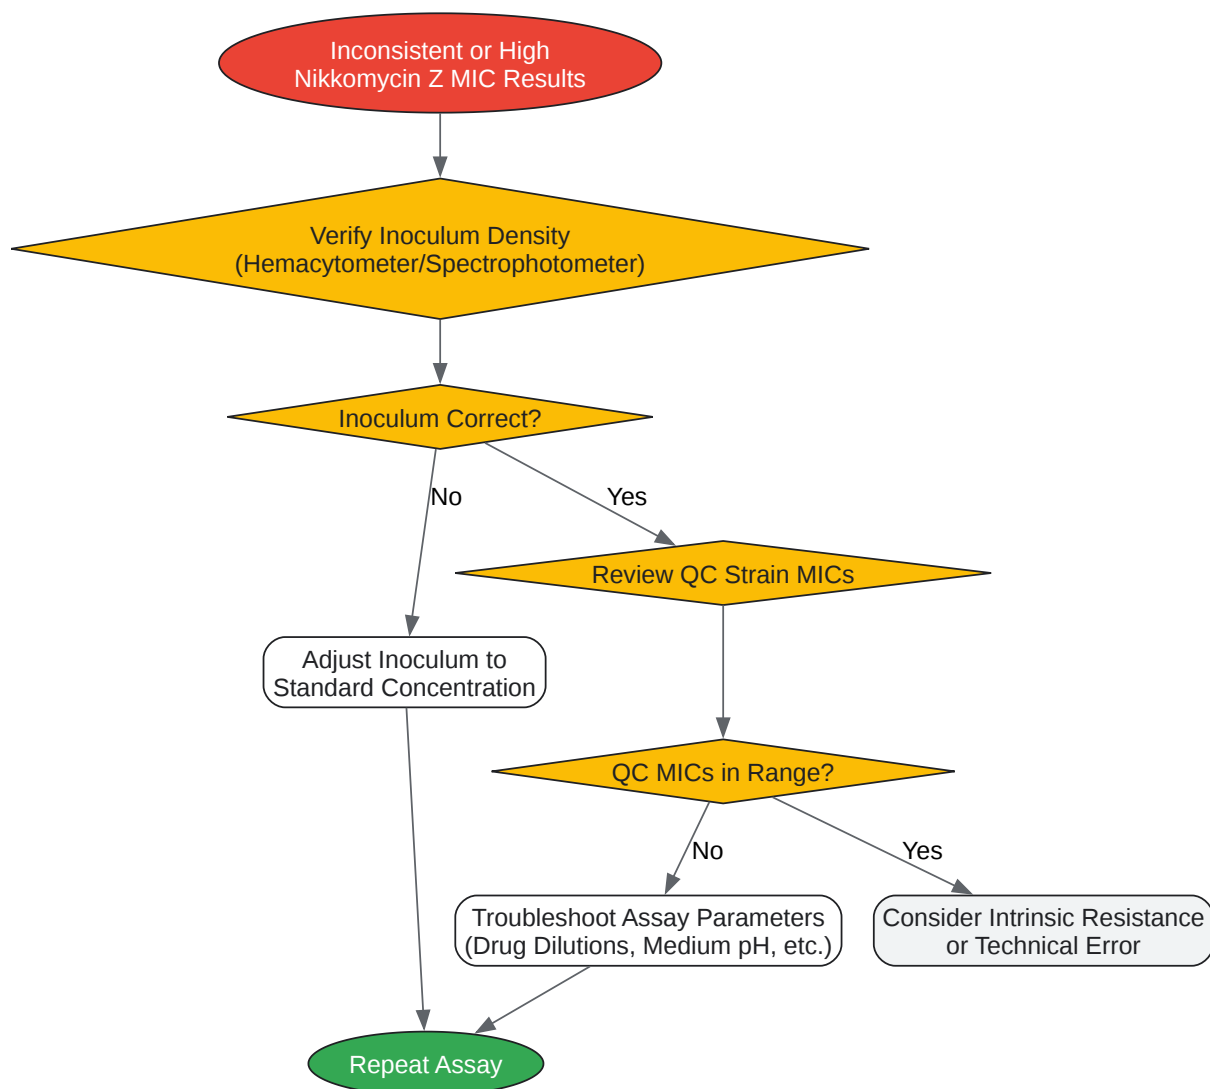 Inconsistent or High
Nikkomycin Z MIC Results
Verify Inoculum Density
(Hemacytometer/Spectrophotometer)
Inoculum Correct?
No
Yes
Review QC Strain MICs
Adjust Inoculum to
Standard Concentration
QC MICs in Range?
No
Yes
Troubleshoot Assay Parameters
(Drug Dilutions, Medium pH, etc.)
Consider Intrinsic Resistance
or Technical Error
Repeat Assay